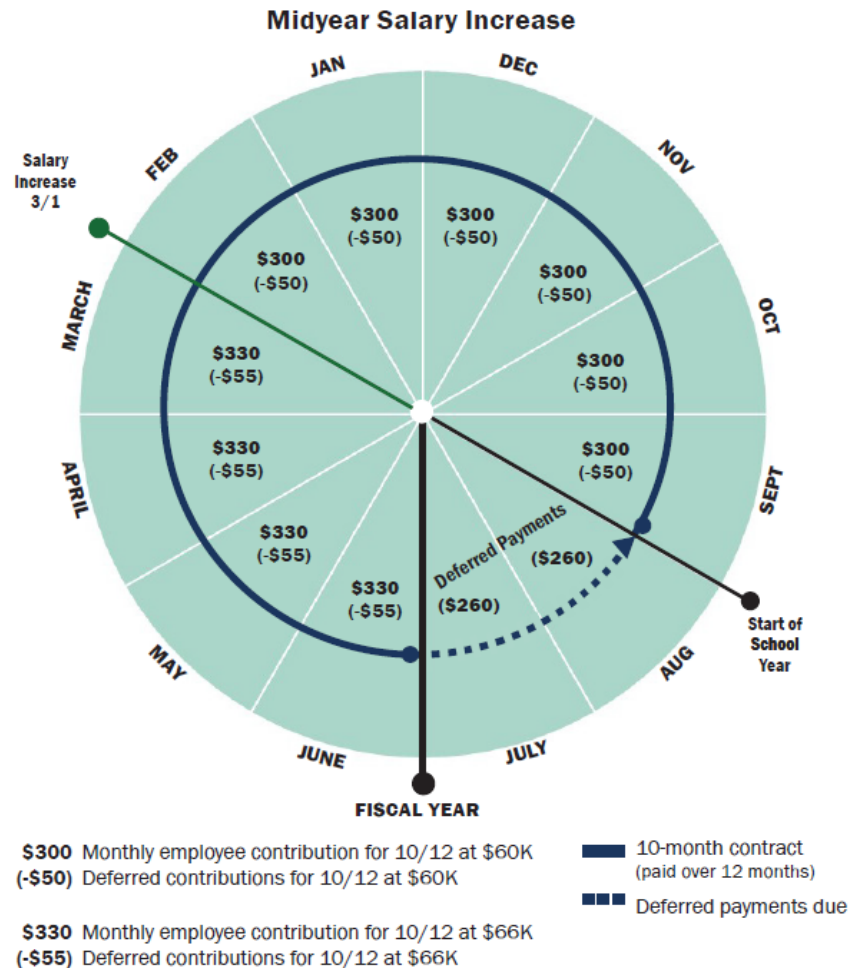 Midyear Salary Increase
JAN
DEC
FEB
NOV
Salary
Increase
3/1
MARCH
OCT
$300
(-$50)
$300
(-$50)
$300
(-$50)
$300
(-$50)
$330
(-$55)
$300
(-$50)
$330
(-$55)
$300
(-$50)
APRIL
SEPT
$330
(-$55)
Deferred Payments
($260)
$330
(-$55)
($260)
Start of
School
Year
MAY
AUG
JUNE
JULY
FISCAL YEAR
$300 Monthly employee contribution for 10/12 at $60K
(-$50) Deferred contributions for 10/12 at $60K
$330 Monthly employee contribution for 10/12 at $66K
(-$55) Deferred contributions for 10/12 at $66K
10-month contract
(paid over 12 months)
Deferred payments due